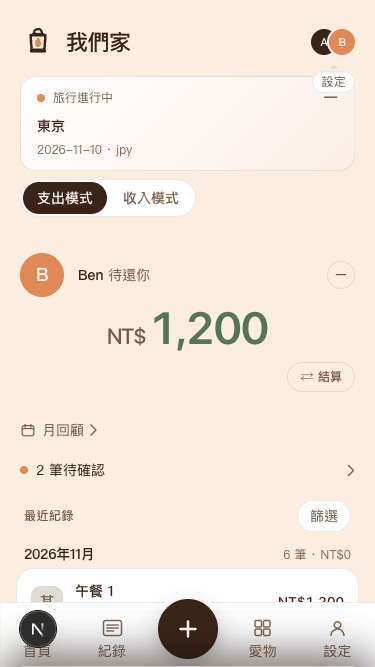 我們家
A B
設定
旅行進行中
東京
2026-11-10 · jpy
支出模式 收入模式
B
Ben 待還你
NT$ 1,200
⇄ 結算
月回顧
2 筆待確認
最近紀錄
篩選
2026年11月
6 筆 · NT$0
午餐 1
NT$1,200
N
首頁 紀錄 愛物 設定